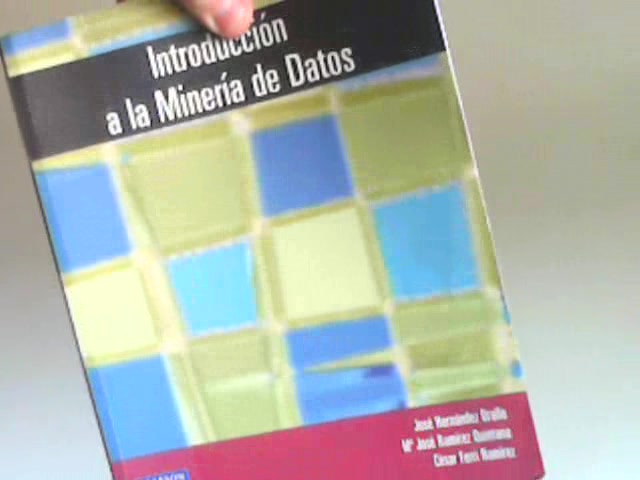 Introducción
a la Minería de Datos
José Hernández Orallo
Mª José Ramírez Quintana
César Ferri Ramírez